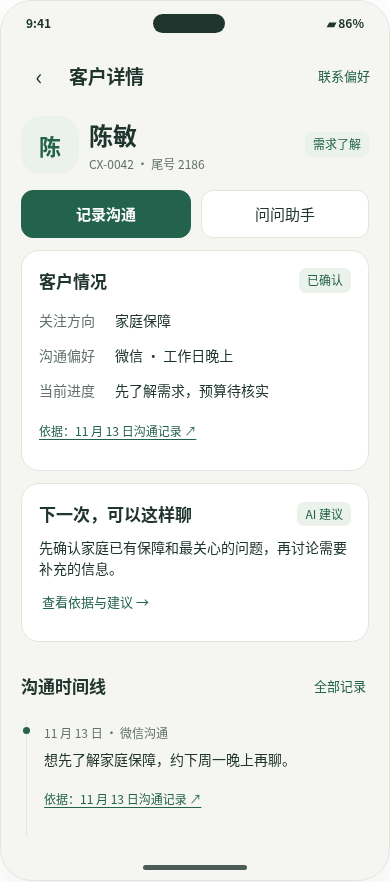 9:41
86%
‹
客户详情
联系偏好
陈
陈敏
CX-0042 · 尾号 2186
需求了解
记录沟通
问问助手
客户情况
已确认
关注方向 家庭保障
沟通偏好 微信 · 工作日晚上
当前进度 先了解需求，预算待核实
依据：11 月 13 日沟通记录 ↗
下一次，可以这样聊
AI 建议
先确认家庭已有保障和最关心的问题，再讨论需要
补充的信息。
查看依据与建议 →
沟通时间线
全部记录
11 月 13 日 · 微信沟通
想先了解家庭保障，约下周一晚上再聊。
依据：11 月 13 日沟通记录 ↗